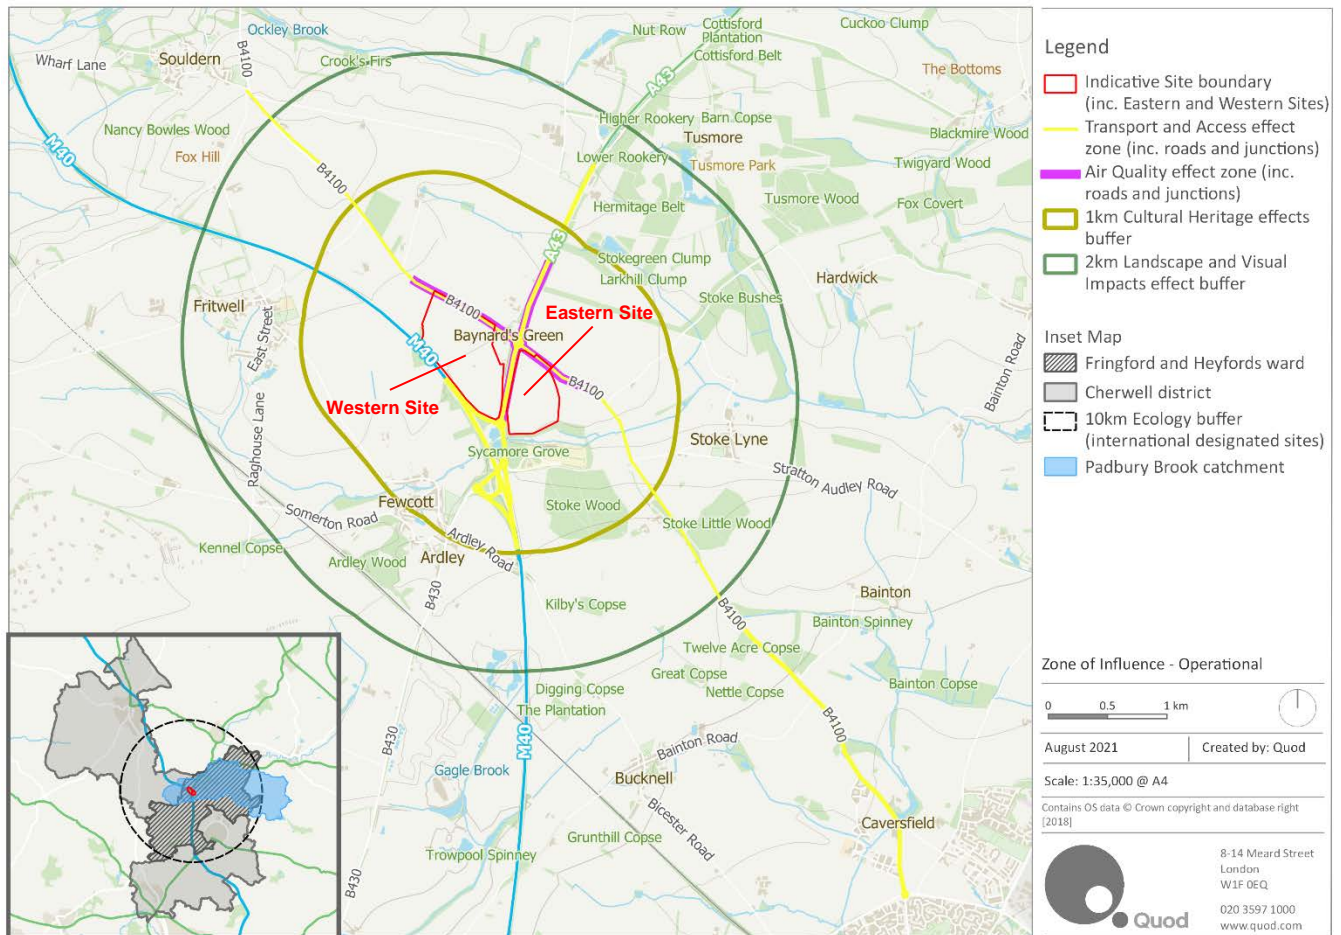 Ockley Brook
Nut Row
Cottisford
Plantation
Cuckoo Clump
Souldern
B4100
Wharf Lane
Crook's Firs
Cottisford Belt
The Bottoms
A43
M40
Nancy Bowles Wood
Higher Rookery
Barn Copse
Tusmore
Blackmire Wood
Fox Hill
B4100
Lower Rookery
Tusmore Park
Twigyard Wood
Hermitage Belt
Tusmore Wood
Fox Covert
A43
Stokegreen Clump
Larkhill Clump
Hardwick
Stoke Bushes
Fritwell
East Street
B4100
Baynard's Green
Eastern Site
M40
B4100
Bainton Road
Western Site
Raghouse Lane
Sycamore Grove
Stoke Lyne
Stratton Audley Road
Fewcott
Somerton Road
Stoke Wood
Stoke Little Wood
Kennel Copse
Ardley Road
Ardley Wood
Ardley
B430
Kilby's Copse
Bainton
B4100
Bainton Spinney
Twelve Acre Copse
Great Copse
Nettle Copse
Bainton Copse
Digging Copse
The Plantation
B4100
M40
Bainton Road
B430
Gagle Brook
Bucknell
Bicester Road
Caversfield
Grunthill Copse
Trowpool Spinney
B430
Legend
Indicative Site boundary
(inc. Eastern and Western Sites)
Transport and Access effect
zone (inc. roads and junctions)
Air Quality effect zone (inc.
roads and junctions)
1km Cultural Heritage effects
buffer
2km Landscape and Visual
Impacts effect buffer
Inset Map
Fringford and Heyfords ward
Cherwell district
10km Ecology buffer
(international designated sites)
Padbury Brook catchment
Zone of Influence - Operational
0 0.5 1 km
August 2021
Created by: Quod
Scale: 1:35,000 @ A4
Contains OS data © Crown copyright and database right
[2018]
8-14 Meard Street
London
W1F 0EQ
020 3597 1000
www.quod.com
Quod